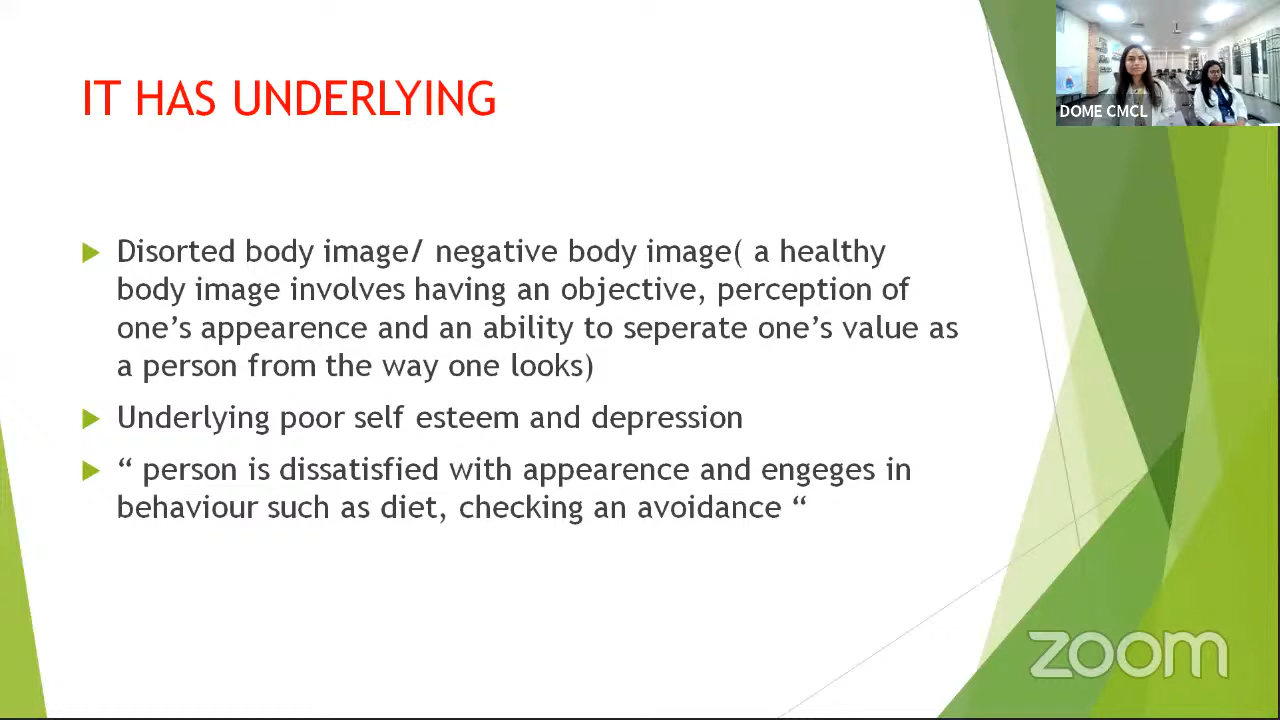 IT HAS UNDERLYING
DOME CMCL
Disorted body image/ negative body image( a healthy
body image involves having an objective, perception of
one’s appearence and an ability to seperate one’s value as
a person from the way one looks)
Underlying poor self esteem and depression
“ person is dissatisfied with appearence and engeges in
behaviour such as diet, checking an avoidance “
zoom